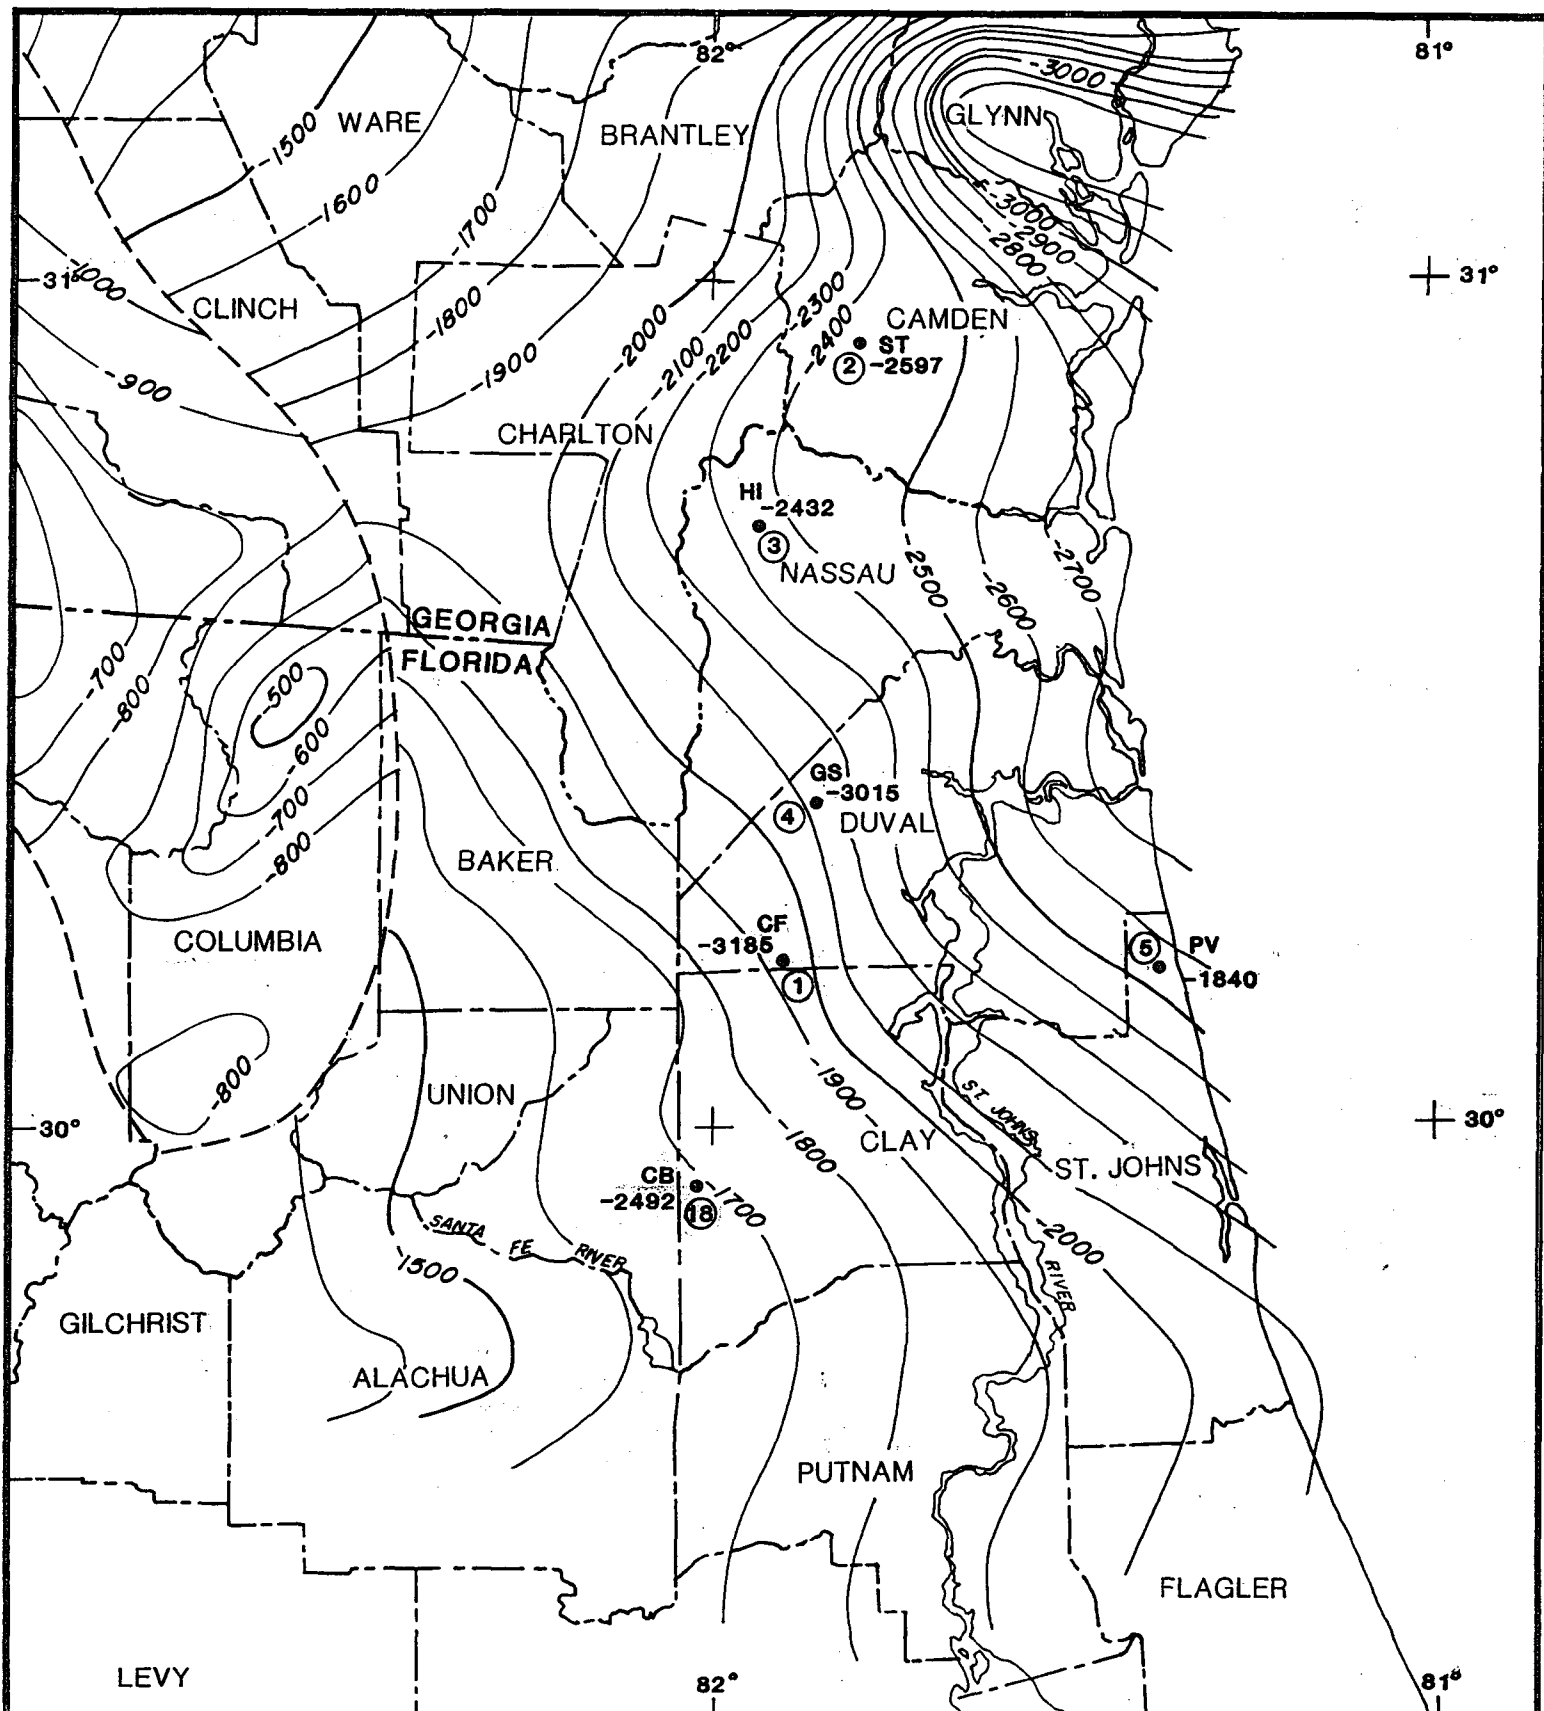 82°
81°
-3000
GLYNN
WARE
-1500
BRANTLEY
-1600
-1700
-3000
-2900
-2800
31°
-1000
31°
CLINCH
-1800
-2300
CAMDEN
-2000
-2400
ST
2 -2597
-2100
-2200
-900
-1900
CHARLTON
HI
-2432
3
NASSAU
-2500
-2600
-2700
GEORGIA
FLORIDA
-700
-800
-500
-600
-700
-800
GS
-3015
4
DUVAL
BAKER
CF
-3185
1
COLUMBIA
5
PV
-1840
-800
UNION
-1900
ST. JOHNS
RIVER
30°
30°
-1800
CLAY
ST. JOHNS
CB
-2492
18
-1700
SANTA FE RIVER
-2000
1500
GILCHRIST
ALACHUA
PUTNAM
FLAGLER
LEVY
82°
81°